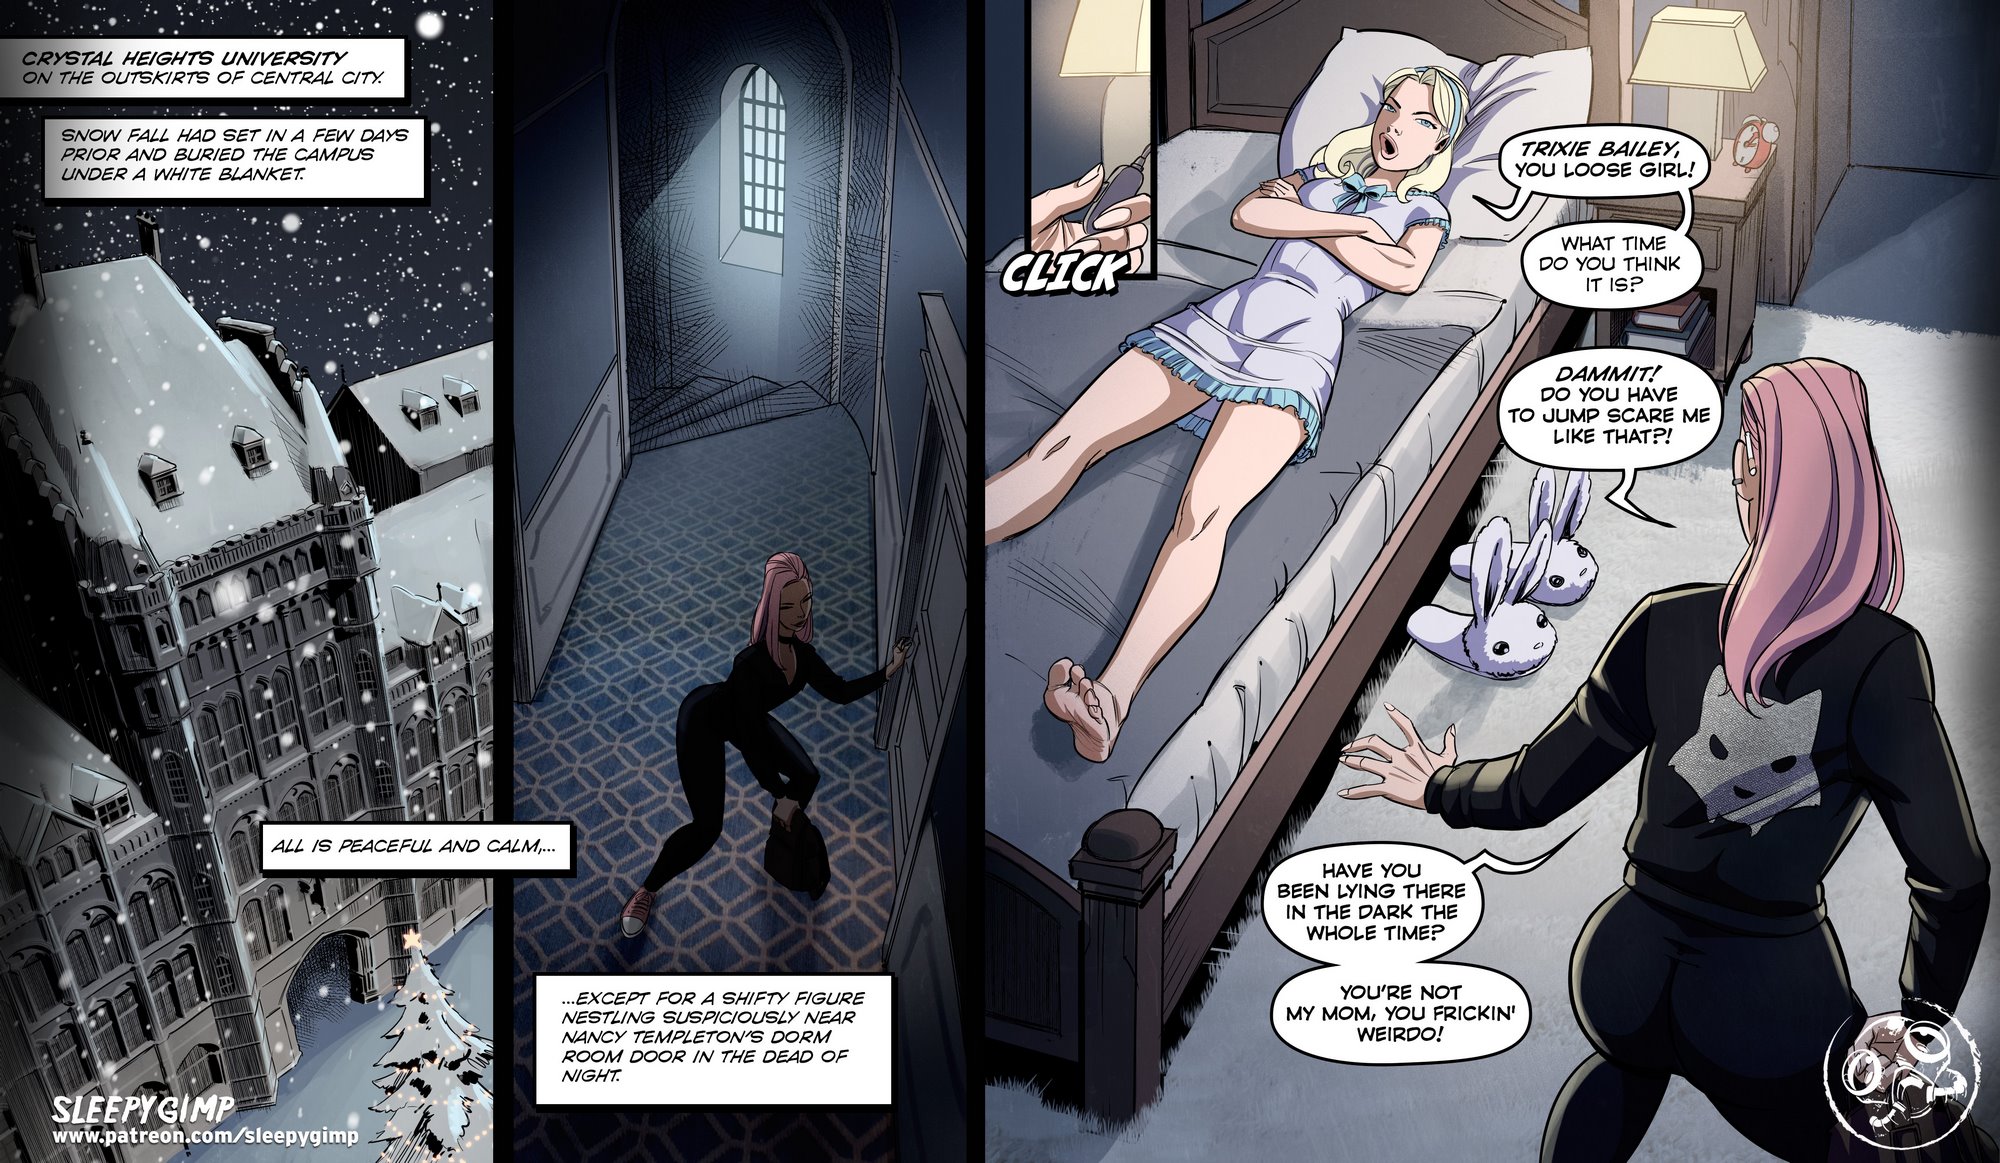 CRYSTAL HEIGHTS UNIVERSITY
ON THE OUTSKIRTS OF CENTRAL CITY.
SNOW FALL HAD SET IN A FEW DAYS
PRIOR AND BURIED THE CAMPUS
UNDER A WHITE BLANKET.
ALL IS PEACEFUL AND CALM,...
...EXCEPT FOR A SHIFTY FIGURE
NESTLING SUSPICIOUSLY NEAR
NANCY TEMPLETON'S DORM
ROOM DOOR IN THE DEAD OF
NIGHT.
CLICK
TRIXIE BAILEY,
YOU LOOSE GIRL!
WHAT TIME
DO YOU THINK
IT IS?
DAMMIT!
DO YOU HAVE
TO JUMP SCARE ME
LIKE THAT?!
HAVE YOU
BEEN LYING THERE
IN THE DARK THE
WHOLE TIME?
YOU'RE NOT
MY MOM, YOU FRICKIN'
WEIRDO!
SLEEPYGIMP
www.patreon.com/sleepygimp